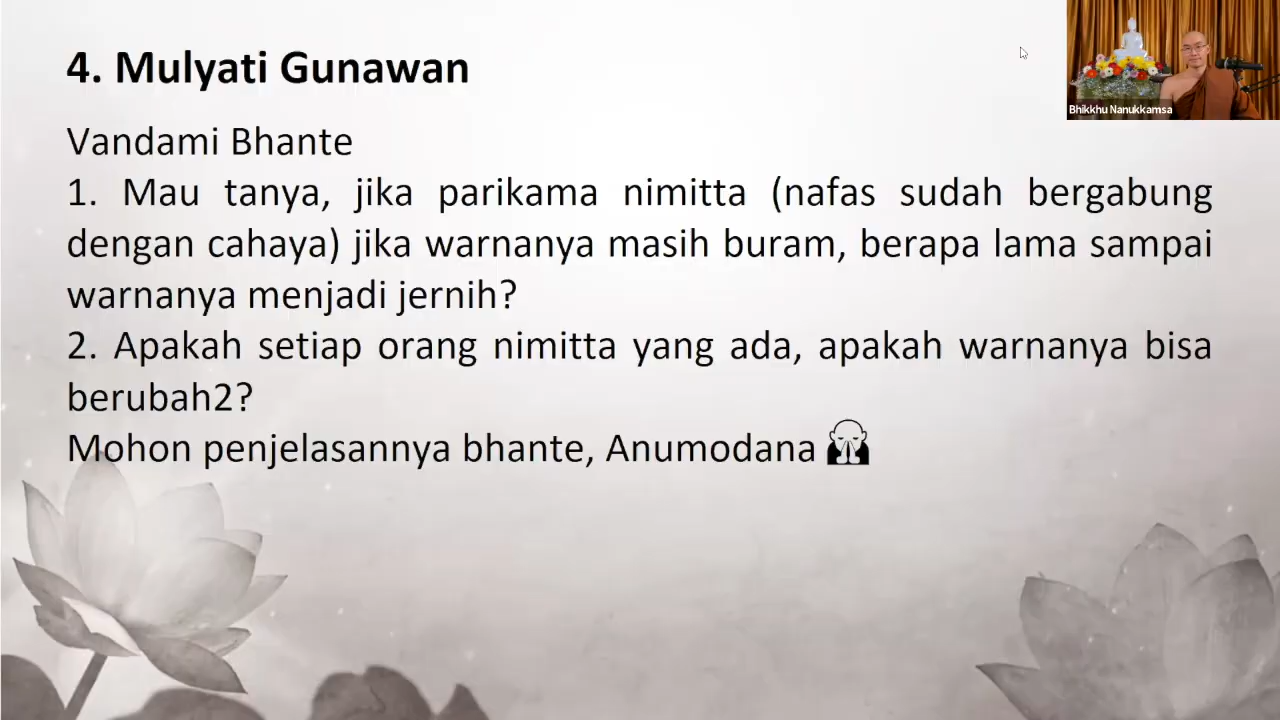 4. Mulyati Gunawan
Bhikkhu Nanukkamsa
Vandami Bhante
1. Mau tanya, jika parikama nimitta (nafas sudah bergabung
dengan cahaya) jika warnanya masih buram, berapa lama sampai
warnanya menjadi jernih?
2. Apakah setiap orang nimitta yang ada, apakah warnanya bisa
berubah2?
Mohon penjelasannya bhante, Anumodana